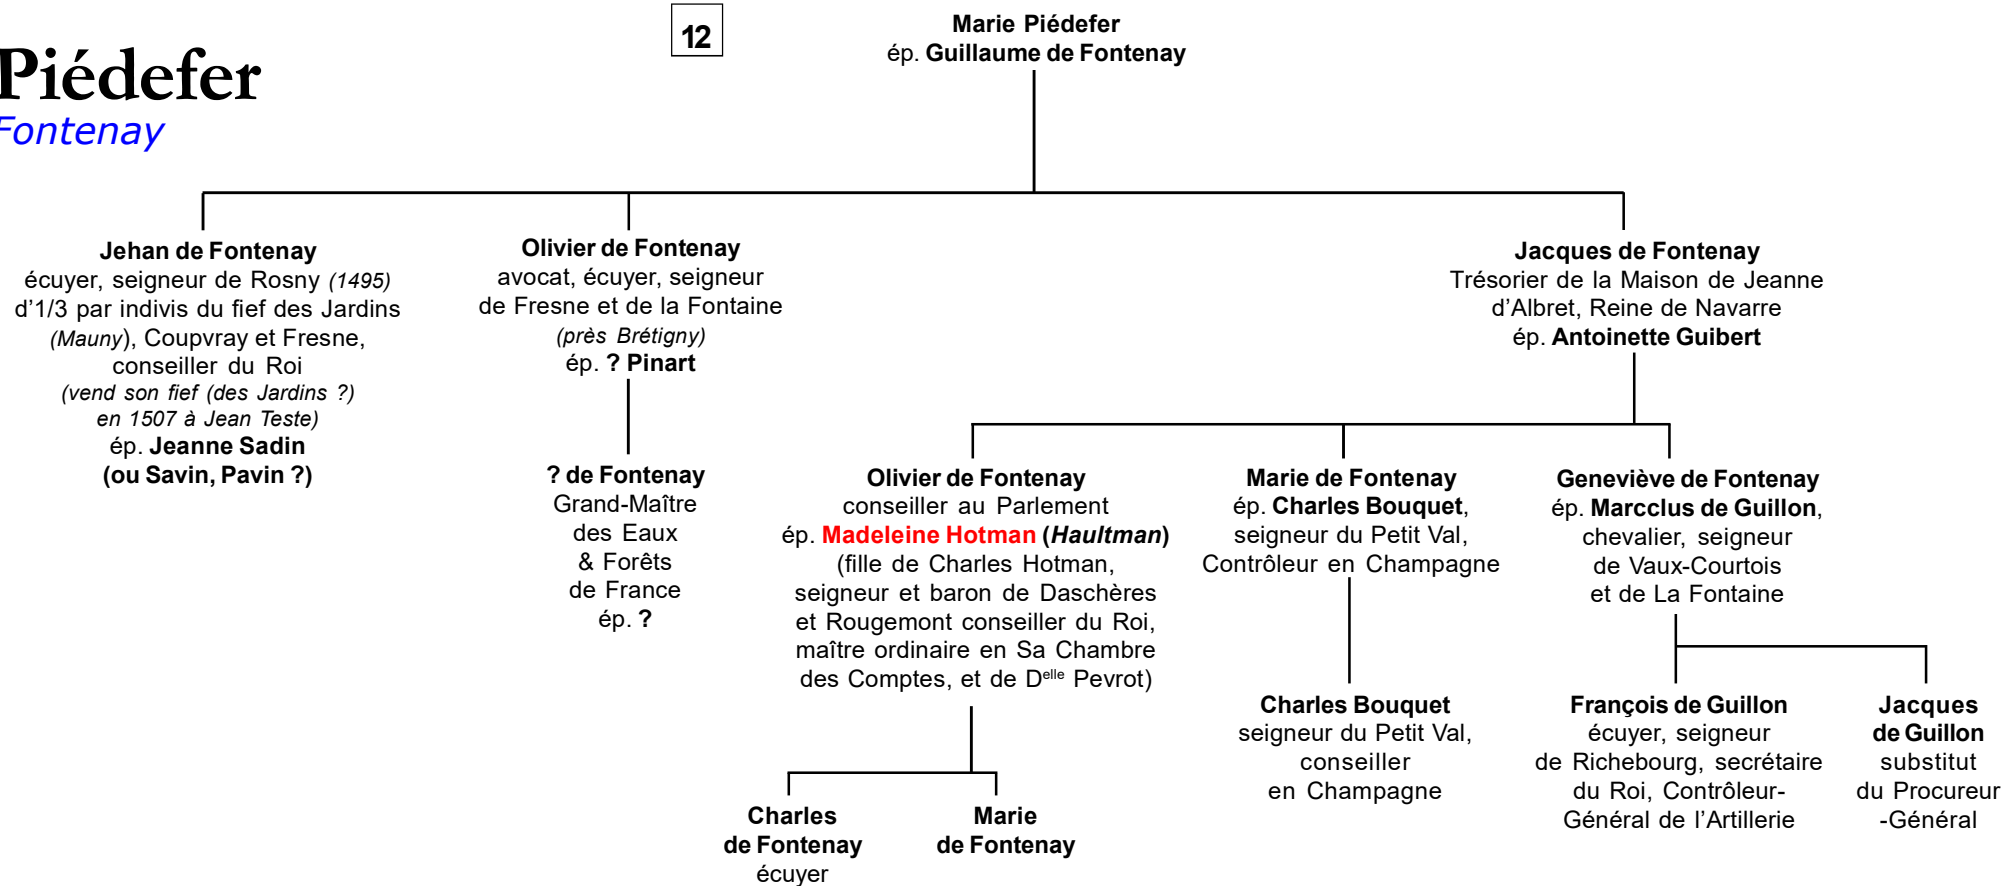 Piédefer
Fontenay
12
Marie Piédefer
ép. Guillaume de Fontenay
Jehan de Fontenay
écuyer, seigneur de Rosny (1495)
d'1/3 par indivis du fief des Jardins
(Mauny), Coupvray et Fresne,
conseiller du Roi
(vend son fief (des Jardins ?)
en 1507 à Jean Teste)
ép. Jeanne Sadin
(ou Savin, Pavin ?)
Olivier de Fontenay
avocat, écuyer, seigneur
de Fresne et de la Fontaine
(près Brétigny)
ép. ? Pinart
? de Fontenay
Grand-Maître
des Eaux
& Forêts
de France
ép. ?
Jacques de Fontenay
Trésorier de la Maison de Jeanne
d'Albret, Reine de Navarre
ép. Antoinette Guibert
Olivier de Fontenay
conseiller au Parlement
ép. Madeleine Hotman (Haultman)
(fille de Charles Hotman,
seigneur et baron de Daschères
et Rougemont conseiller du Roi,
maître ordinaire en Sa Chambre
des Comptes, et de Delle Pevrot)
Marie de Fontenay
ép. Charles Bouquet,
seigneur du Petit Val,
Contrôleur en Champagne
Geneviève de Fontenay
ép. Marcclus de Guillon,
chevalier, seigneur
de Vaux-Courtois
et de La Fontaine
Charles
de Fontenay
écuyer
Marie
de Fontenay
Charles Bouquet
seigneur du Petit Val,
conseiller
en Champagne
François de Guillon
écuyer, seigneur
de Richebourg, secrétaire
du Roi, Contrôleur-
Général de l'Artillerie
Jacques
de Guillon
substitut
du Procureur
-Général